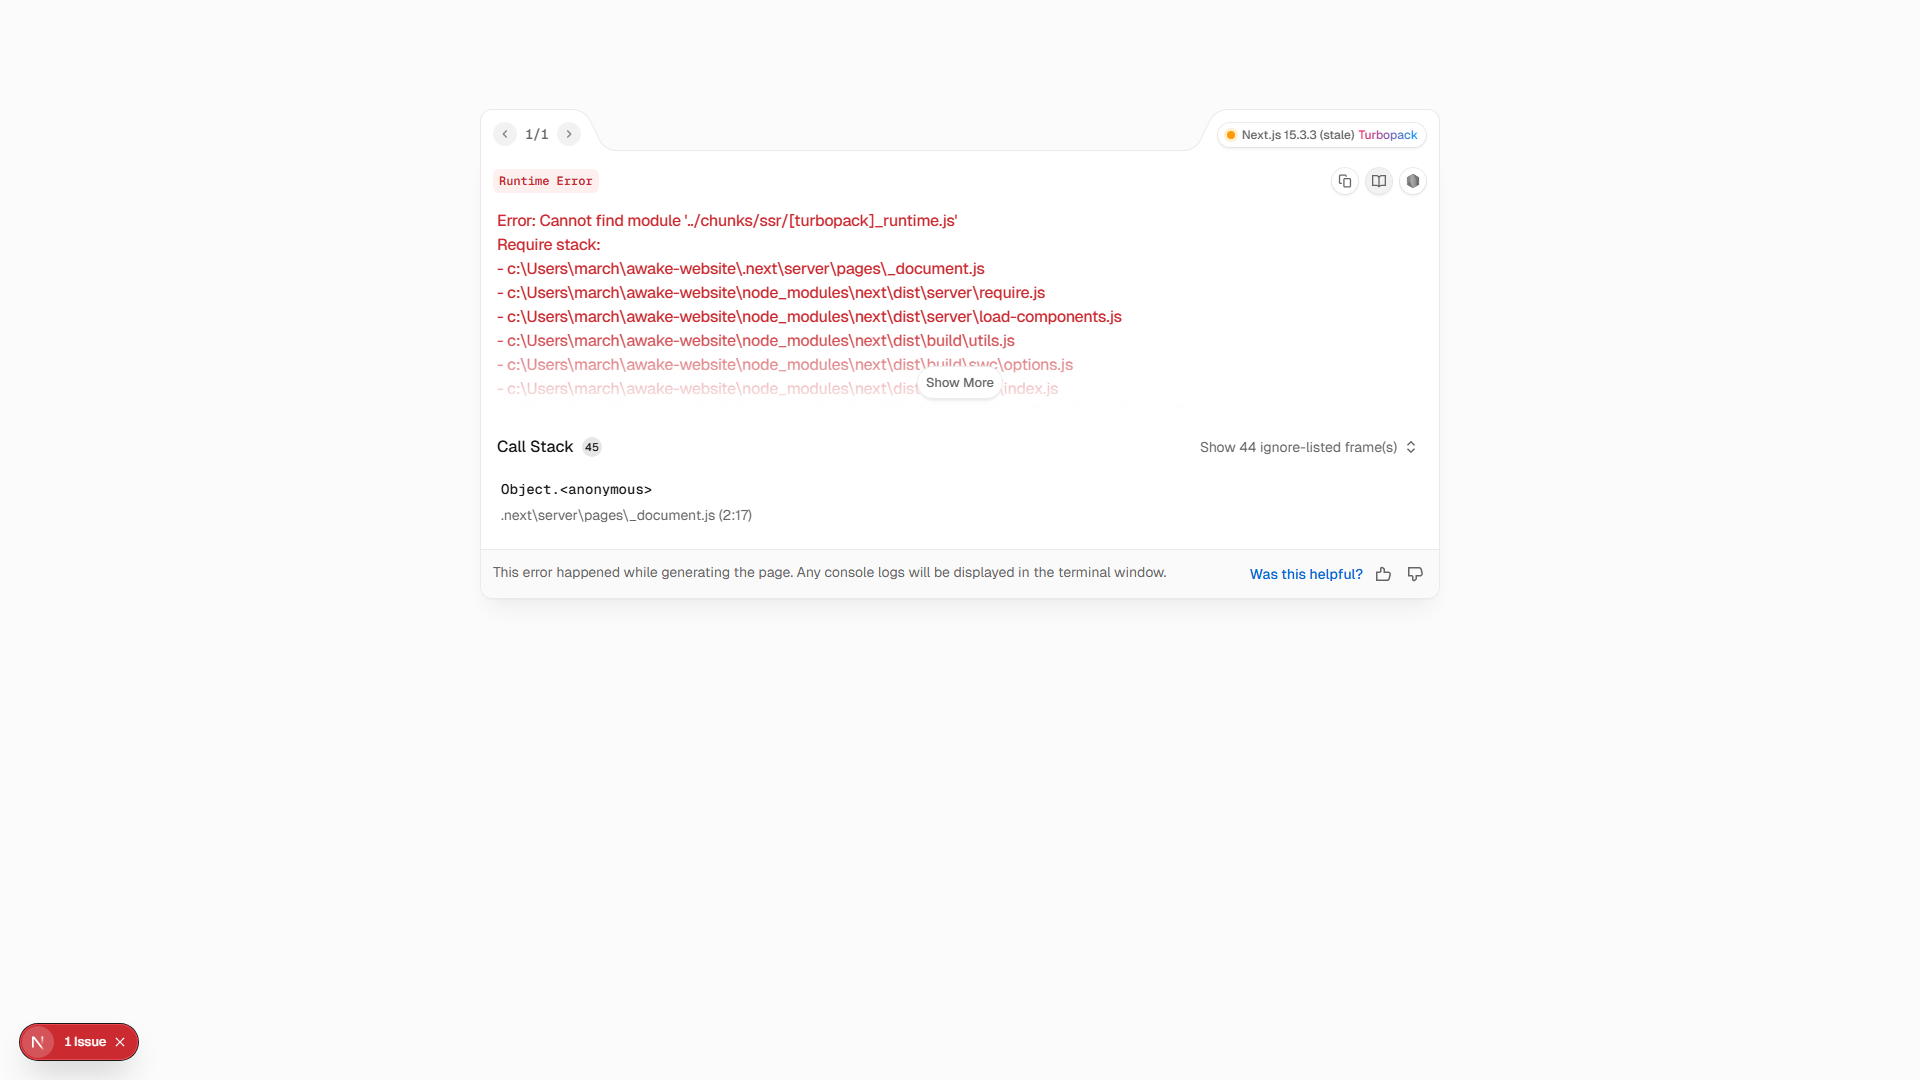 1/1
Next.js 15.3.3 (stale) Turbopack
Runtime Error
Error: Cannot find module '../chunks/ssr/[turbopack]_runtime.js'
Require stack:
- c:\Users\march\awake-website\.next\server\pages\_document.js
- c:\Users\march\awake-website\node_modules\next\dist\server\require.js
- c:\Users\march\awake-website\node_modules\next\dist\server\load-components.js
- c:\Users\march\awake-website\node_modules\next\dist\build\utils.js
- c:\Users\march\awake-website\node_modules\next\dist\build\swc\options.js
- c:\Users\march\awake-website\node_modules\next\dist \index.js
Show More
Call Stack 45
Show 44 ignore-listed frame(s)
Object.<anonymous>
.next\server\pages\_document.js (2:17)
This error happened while generating the page. Any console logs will be displayed in the terminal window.
Was this helpful?
N 1 Issue